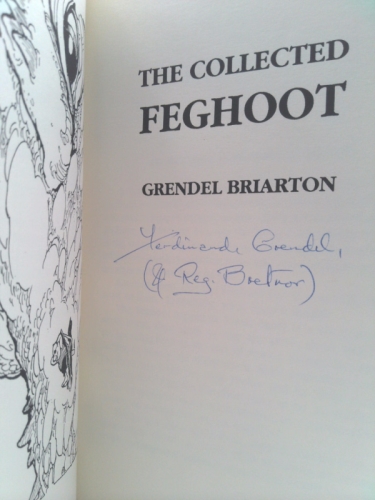 THE COLLECTED
FEGHOOT
GRENDEL BRIARTON
Ferdinand, Grendel,
(& Reg. Bretnor)